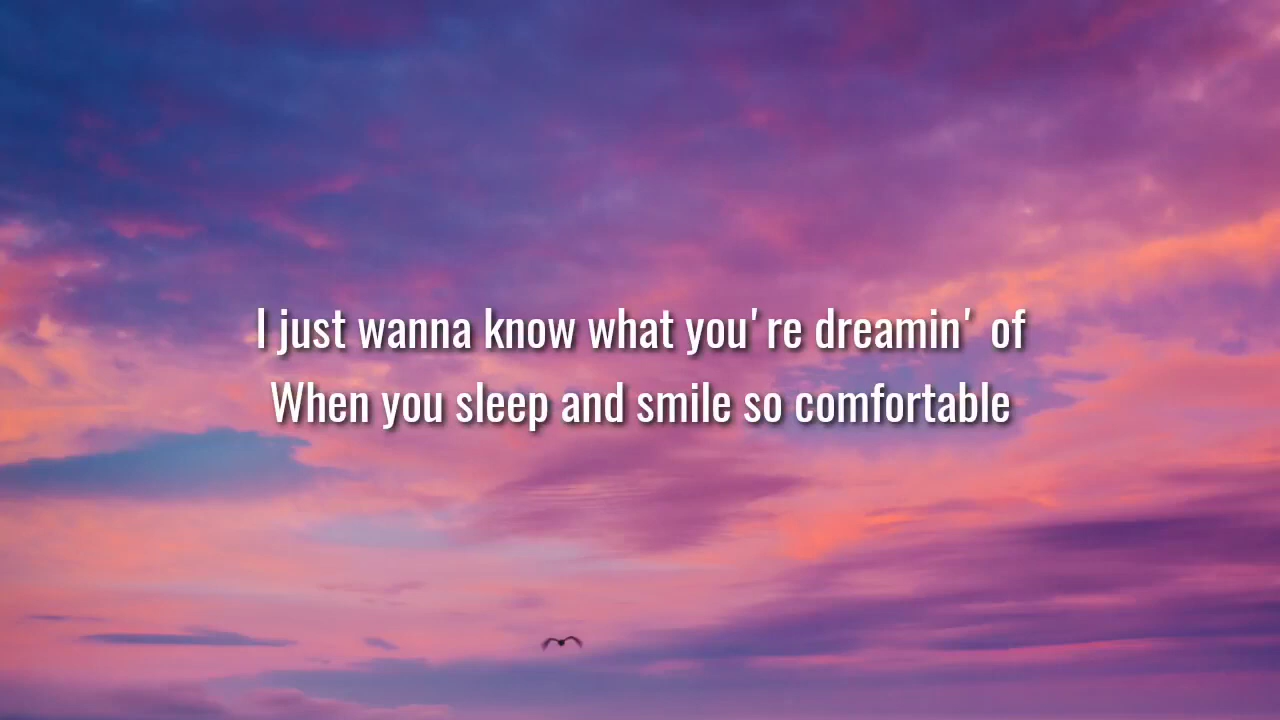 I just wanna know what you're dreamin' of
When you sleep and smile so comfortable